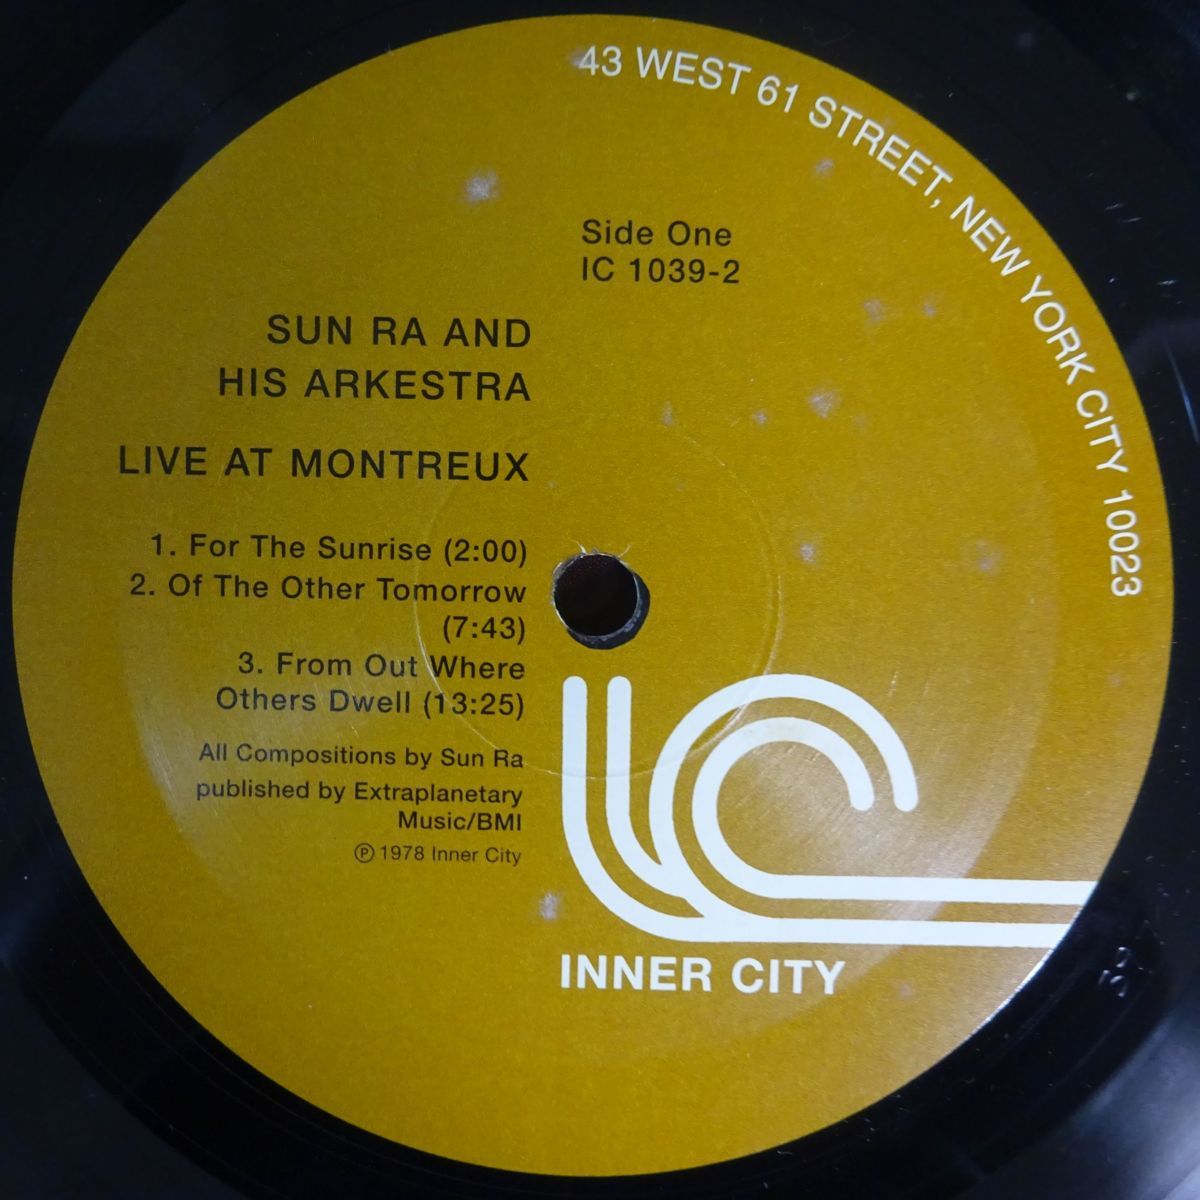 43 WEST 61 STREET, NEW YORK CITY 10023
Side One
IC 1039-2
SUN RA AND
HIS ARKESTRA
LIVE AT MONTREUX
1. For The Sunrise (2:00)
2. Of The Other Tomorrow
(7:43)
3. From Out Where
Others Dwell (13:25)
All Compositions by Sun Ra
published by Extraplanetary
Music/BMI
℗ 1978 Inner City
INNER CITY